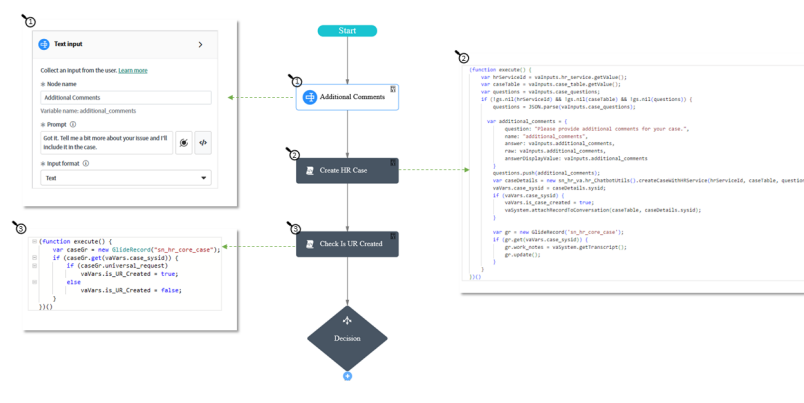 1
Text input
Collect an input from the user. Learn more
Node name
Additional Comments
Variable name: additional_comments
Prompt
Got it. Tell me a bit more about your issue and I'll
include it in the case.
</>
Input format
Text
Start
1
Additional Comments
2
Create HR Case
3
Check Is UR Created
Decision
2
(function execute() {
var hrServiceId = vaInputs.hr_service.getValue();
var caseTable = vaInputs.case_table.getValue();
var questions = vaInputs.case_questions;
if (!gs.nil(hrServiceId) && !gs.nil(caseTable) && !gs.nil(questions)) {
questions = JSON.parse(vaInputs.case_questions);
var additional_comments = {
question: "Please provide additional comments for your case.",
name: "additional_comments",
answer: vaInputs.additional_comments,
raw: vaInputs.additional_comments,
answerDisplayValue: vaInputs.additional_comments
}
questions.push(additional_comments);
var caseDetails = new sn_hr_va.hr_ChatbotUtils().createCaseWithHRService(hrServiceId, caseTable, question
vaVars.case_sysid = caseDetails.sysid;
if (vaVars.case_sysid) {
vaVars.is_case_created = true;
vaSystem.attachRecordToConversation(caseTable, caseDetails.sysid);
}
var gr = new GlideRecord('sn_hr_core_case');
if (gr.get(vaVars.case_sysid)) {
gr.work_notes = vaSystem.getTranscript();
gr.update();
}
}
})()
3
(function execute() {
var caseGr = new GlideRecord("sn_hr_core_case");
if (caseGr.get(vaVars.case_sysid)) {
if (caseGr.universal_request)
vaVars.is_UR_Created = true;
else
vaVars.is_UR_Created = false;
}
})()